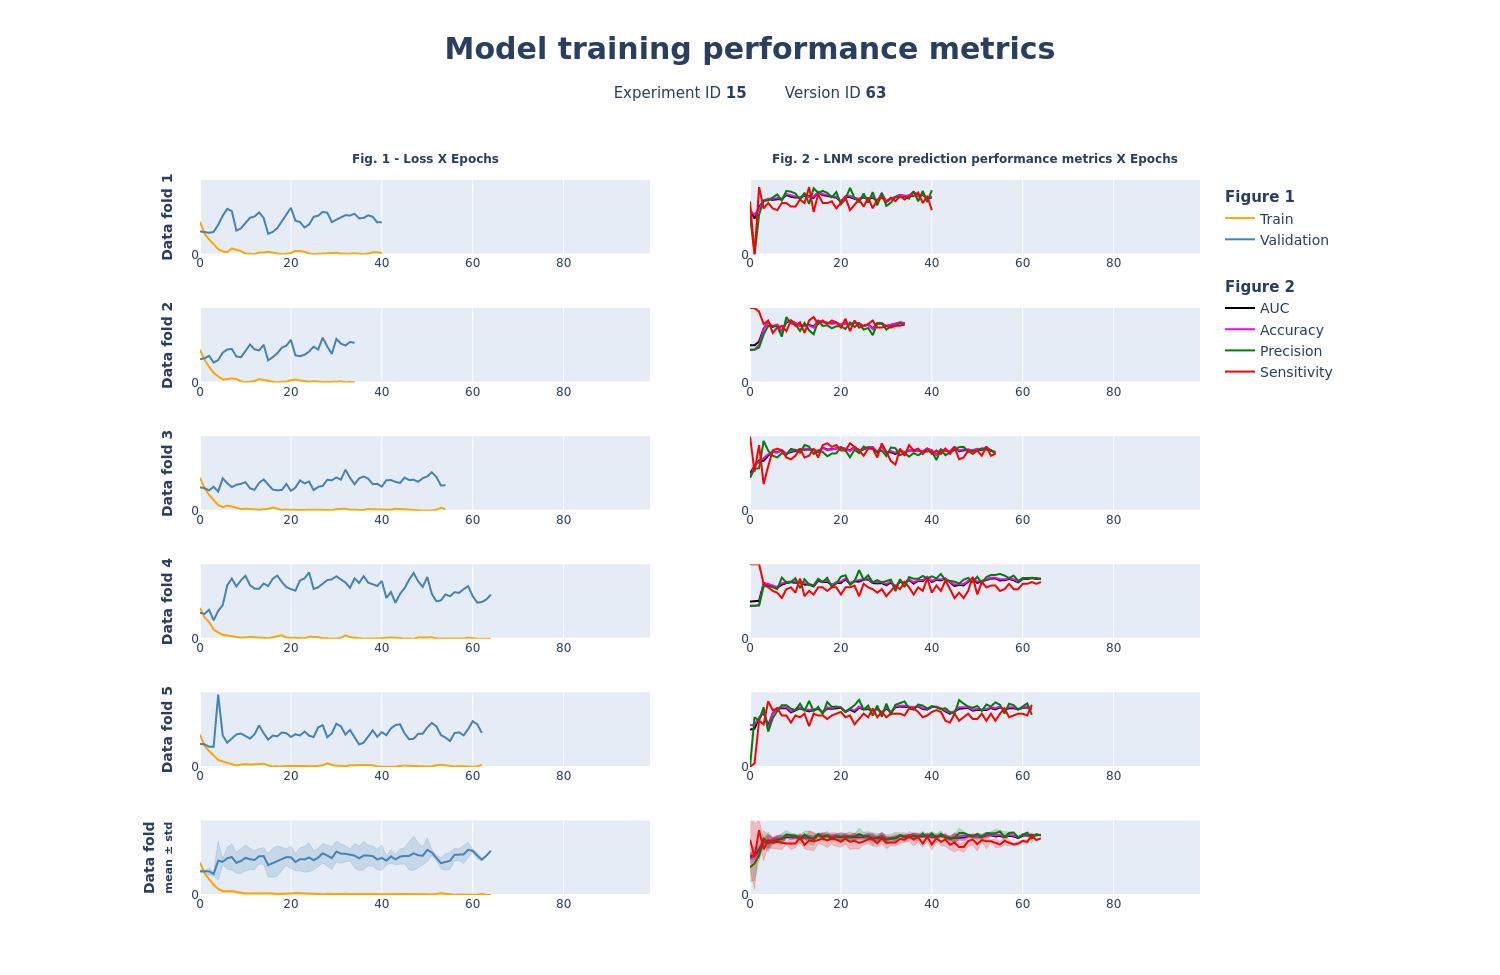 Model training performance metrics
Experiment ID 15 Version ID 63
Fig. 1 - Loss X Epochs
Fig. 2 - LNM score prediction performance metrics X Epochs
Data fold 1
0
0 20 40 60 80
0
0 20 40 60 80
Data fold 2
0
0 20 40 60 80
0
0 20 40 60 80
Data fold 3
0
0 20 40 60 80
0
0 20 40 60 80
Data fold 4
0
0 20 40 60 80
0
0 20 40 60 80
Data fold 5
0
0 20 40 60 80
0
0 20 40 60 80
Data fold
mean ± std
0
0 20 40 60 80
0
0 20 40 60 80
Figure 1
Train
Validation
Figure 2
AUC
Accuracy
Precision
Sensitivity